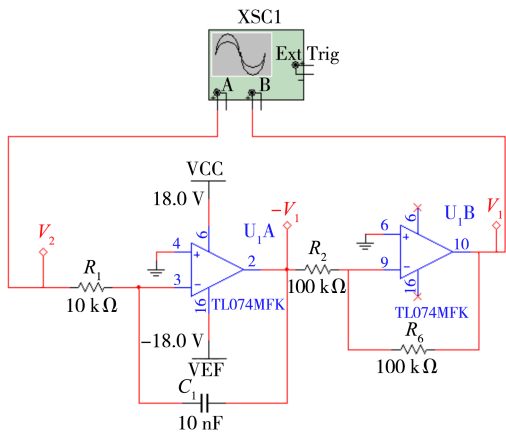 XSC1
Ext Trig
A B
VCC
18.0 V
-V₁
V₁
V₂
U₁A
U₁B
6
4
+
2
3
−
16
R₁
10 kΩ
TL074MFK
R₂
100 kΩ
6
6
+
10
9
−
16
TL074MFK
−18.0 V
VEF
R₆
100 kΩ
C₁
10 nF